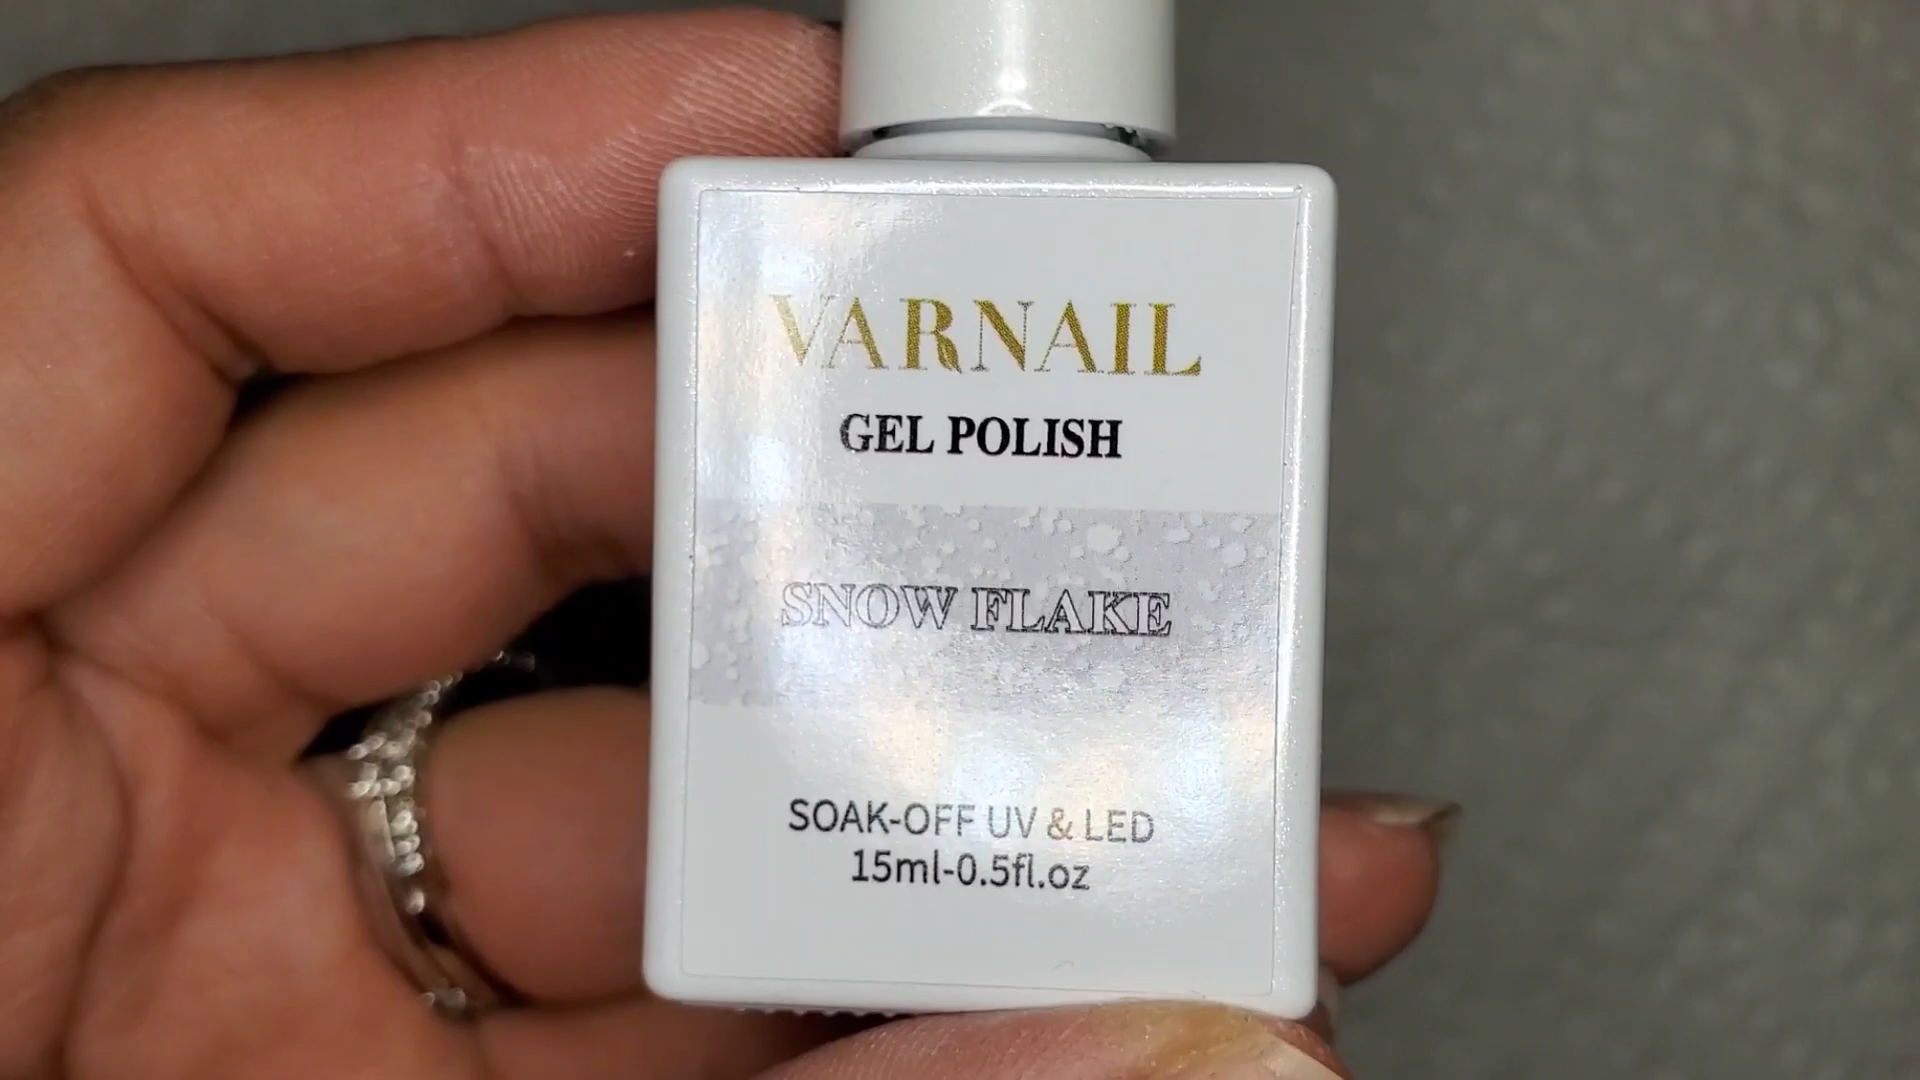 VARNAIL
GEL POLISH
SNOW FLAKE
SOAK-OFF UV & LED
15ml-0.5fl.oz